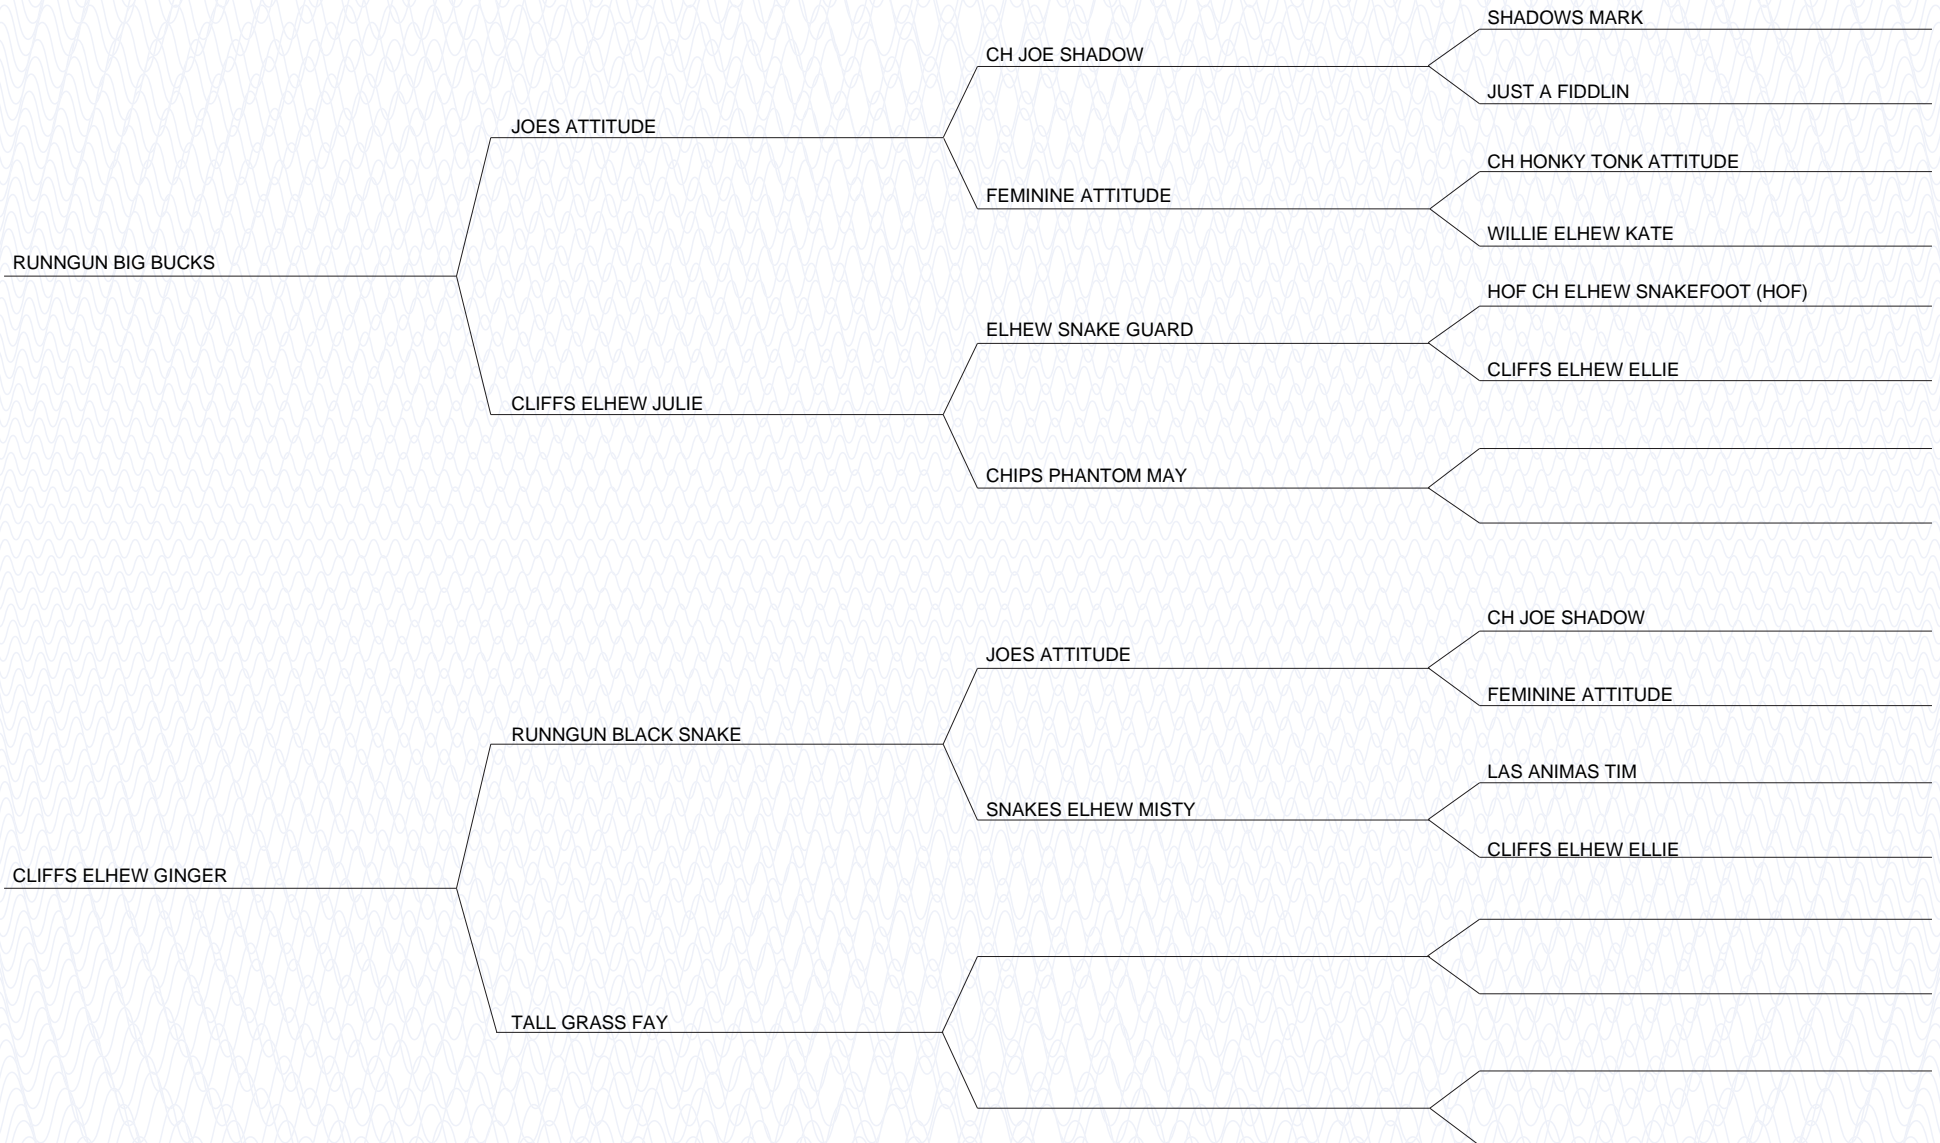 SHADOWS MARK
CH JOE SHADOW
JUST A FIDDLIN
JOES ATTITUDE
CH HONKY TONK ATTITUDE
FEMININE ATTITUDE
WILLIE ELHEW KATE
RUNNGUN BIG BUCKS
HOF CH ELHEW SNAKEFOOT (HOF)
ELHEW SNAKE GUARD
CLIFFS ELHEW ELLIE
CLIFFS ELHEW JULIE
CHIPS PHANTOM MAY
CH JOE SHADOW
JOES ATTITUDE
FEMININE ATTITUDE
RUNNGUN BLACK SNAKE
LAS ANIMAS TIM
SNAKES ELHEW MISTY
CLIFFS ELHEW ELLIE
CLIFFS ELHEW GINGER
TALL GRASS FAY